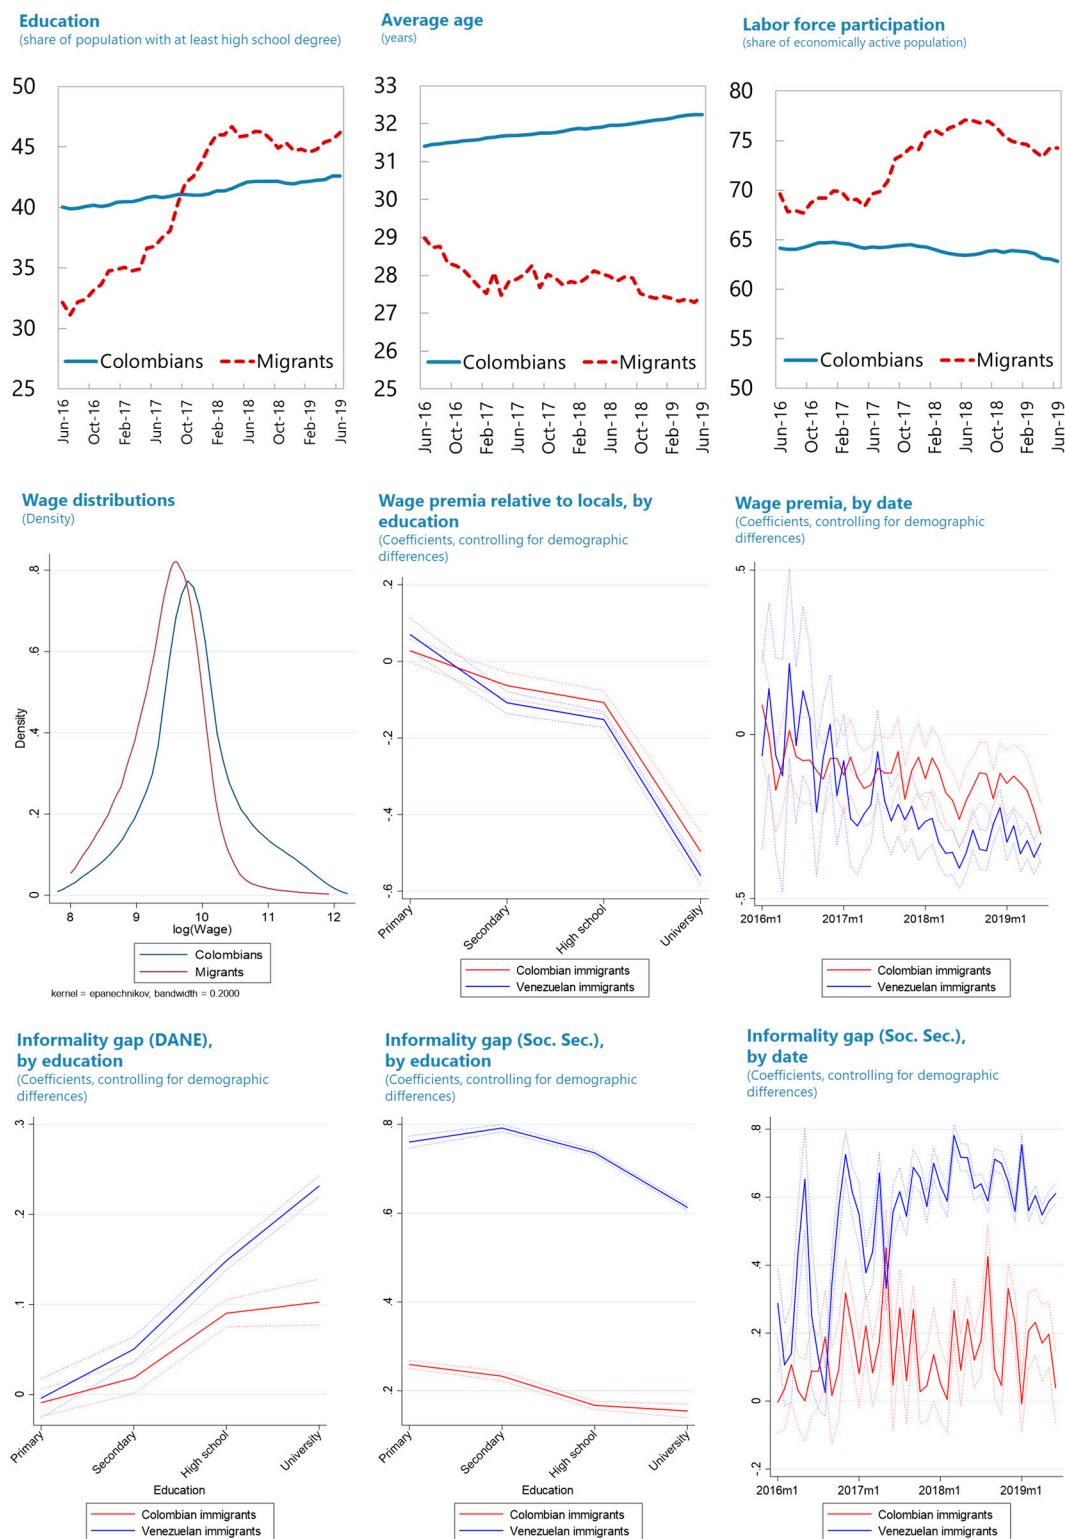 Education
(share of population with at least high school degree)
50
45
40
35
30
25
Colombians
Migrants
Jun-16
Oct-16
Feb-17
Jun-17
Oct-17
Feb-18
Jun-18
Oct-18
Feb-19
Jun-19
Average age
(years)
33
32
31
30
29
28
27
26
25
Colombians
Migrants
Jun-16
Oct-16
Feb-17
Jun-17
Oct-17
Feb-18
Jun-18
Oct-18
Feb-19
Jun-19
Labor force participation
(share of economically active population)
80
75
70
65
60
55
50
Colombians
Migrants
Jun-16
Oct-16
Feb-17
Jun-17
Oct-17
Feb-18
Jun-18
Oct-18
Feb-19
Jun-19
Wage distributions
(Density)
.8
.6
.4
.2
0
Density
8
9
10
11
12
log(Wage)
Colombians
Migrants
kernel = epanechnikov, bandwidth = 0.2000
Wage premia relative to locals, by
education
(Coefficients, controlling for demographic
differences)
.2
0
-.2
-.4
-.6
Primary
Secondary
High school
University
Colombian immigrants
Venezuelan immigrants
Wage premia, by date
(Coefficients, controlling for demographic
differences)
.5
0
-.5
2016m1
2017m1
2018m1
2019m1
Colombian immigrants
Venezuelan immigrants
Informality gap (DANE),
by education
(Coefficients, controlling for demographic
differences)
.3
.2
.1
0
Primary
Secondary
High school
University
Education
Colombian immigrants
Venezuelan immigrants
Informality gap (Soc. Sec.),
by education
(Coefficients, controlling for demographic
differences)
.8
.6
.4
.2
Primary
Secondary
High school
University
Education
Colombian immigrants
Venezuelan immigrants
Informality gap (Soc. Sec.),
by date
(Coefficients, controlling for demographic
differences)
.8
.6
.4
.2
0
-.2
2016m1
2017m1
2018m1
2019m1
Colombian immigrants
Venezuelan immigrants